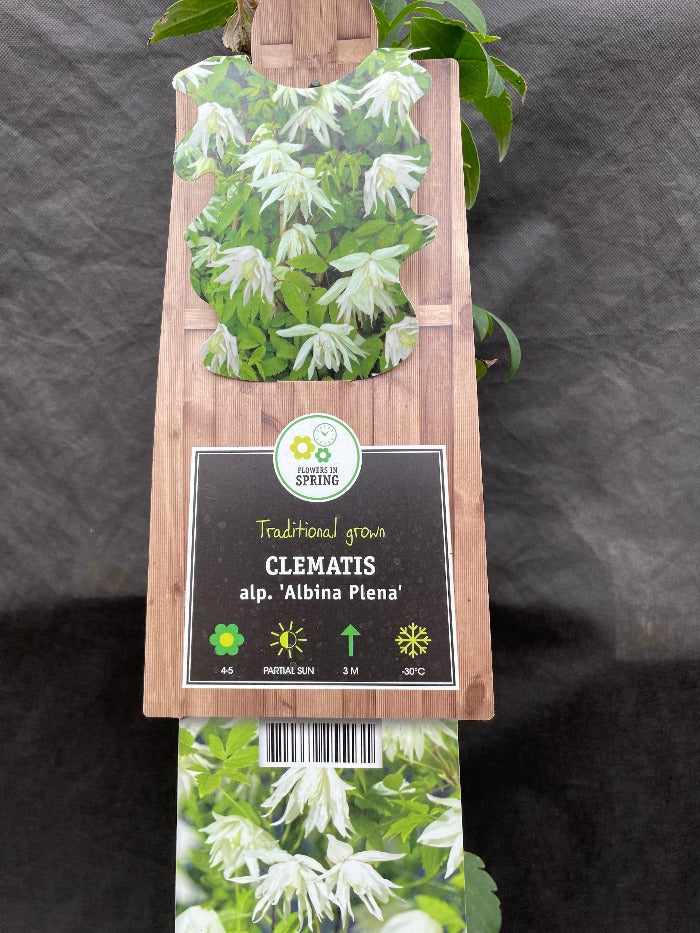 FLOWERS IN
SPRING
Traditional grown
CLEMATIS
alp. 'Albina Plena'
4-5 PARTIAL SUN 3 M -30°C